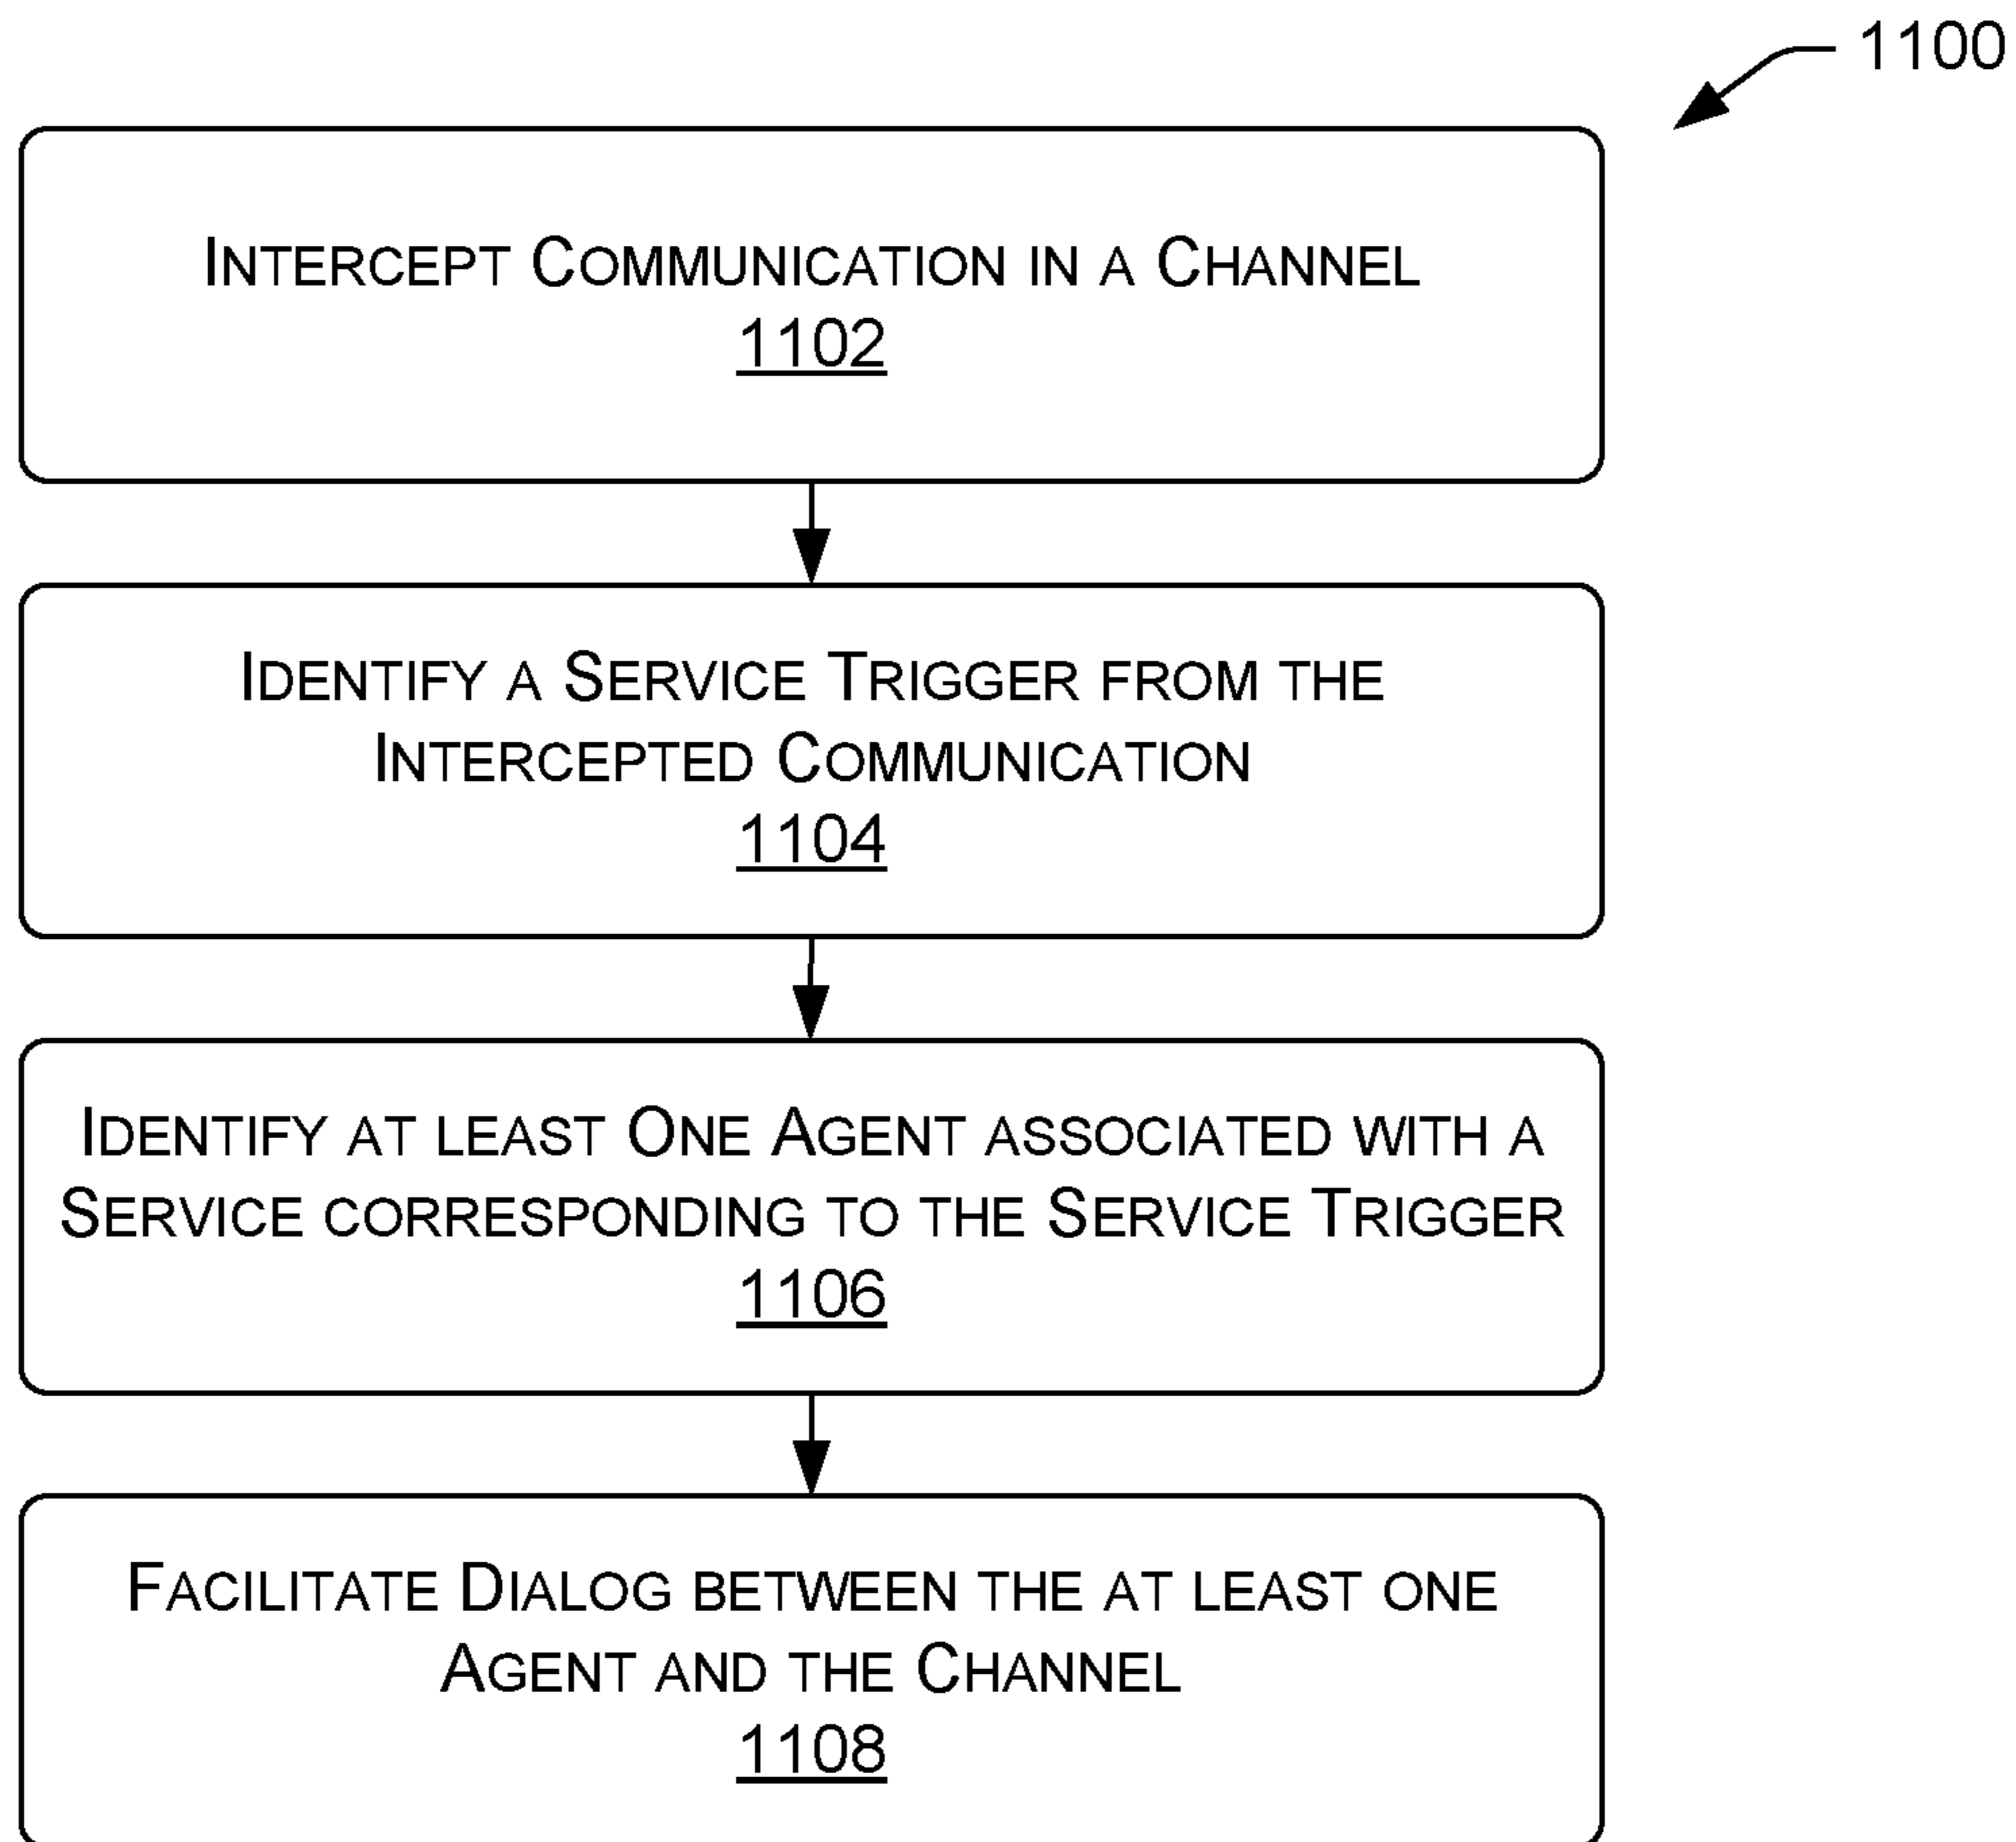 1100
INTERCEPT COMMUNICATION IN A CHANNEL
1102
IDENTIFY A SERVICE TRIGGER FROM THE
INTERCEPTED COMMUNICATION
1104
IDENTIFY AT LEAST ONE AGENT ASSOCIATED WITH A
SERVICE CORRESPONDING TO THE SERVICE TRIGGER
1106
FACILITATE DIALOG BETWEEN THE AT LEAST ONE
AGENT AND THE CHANNEL
1108